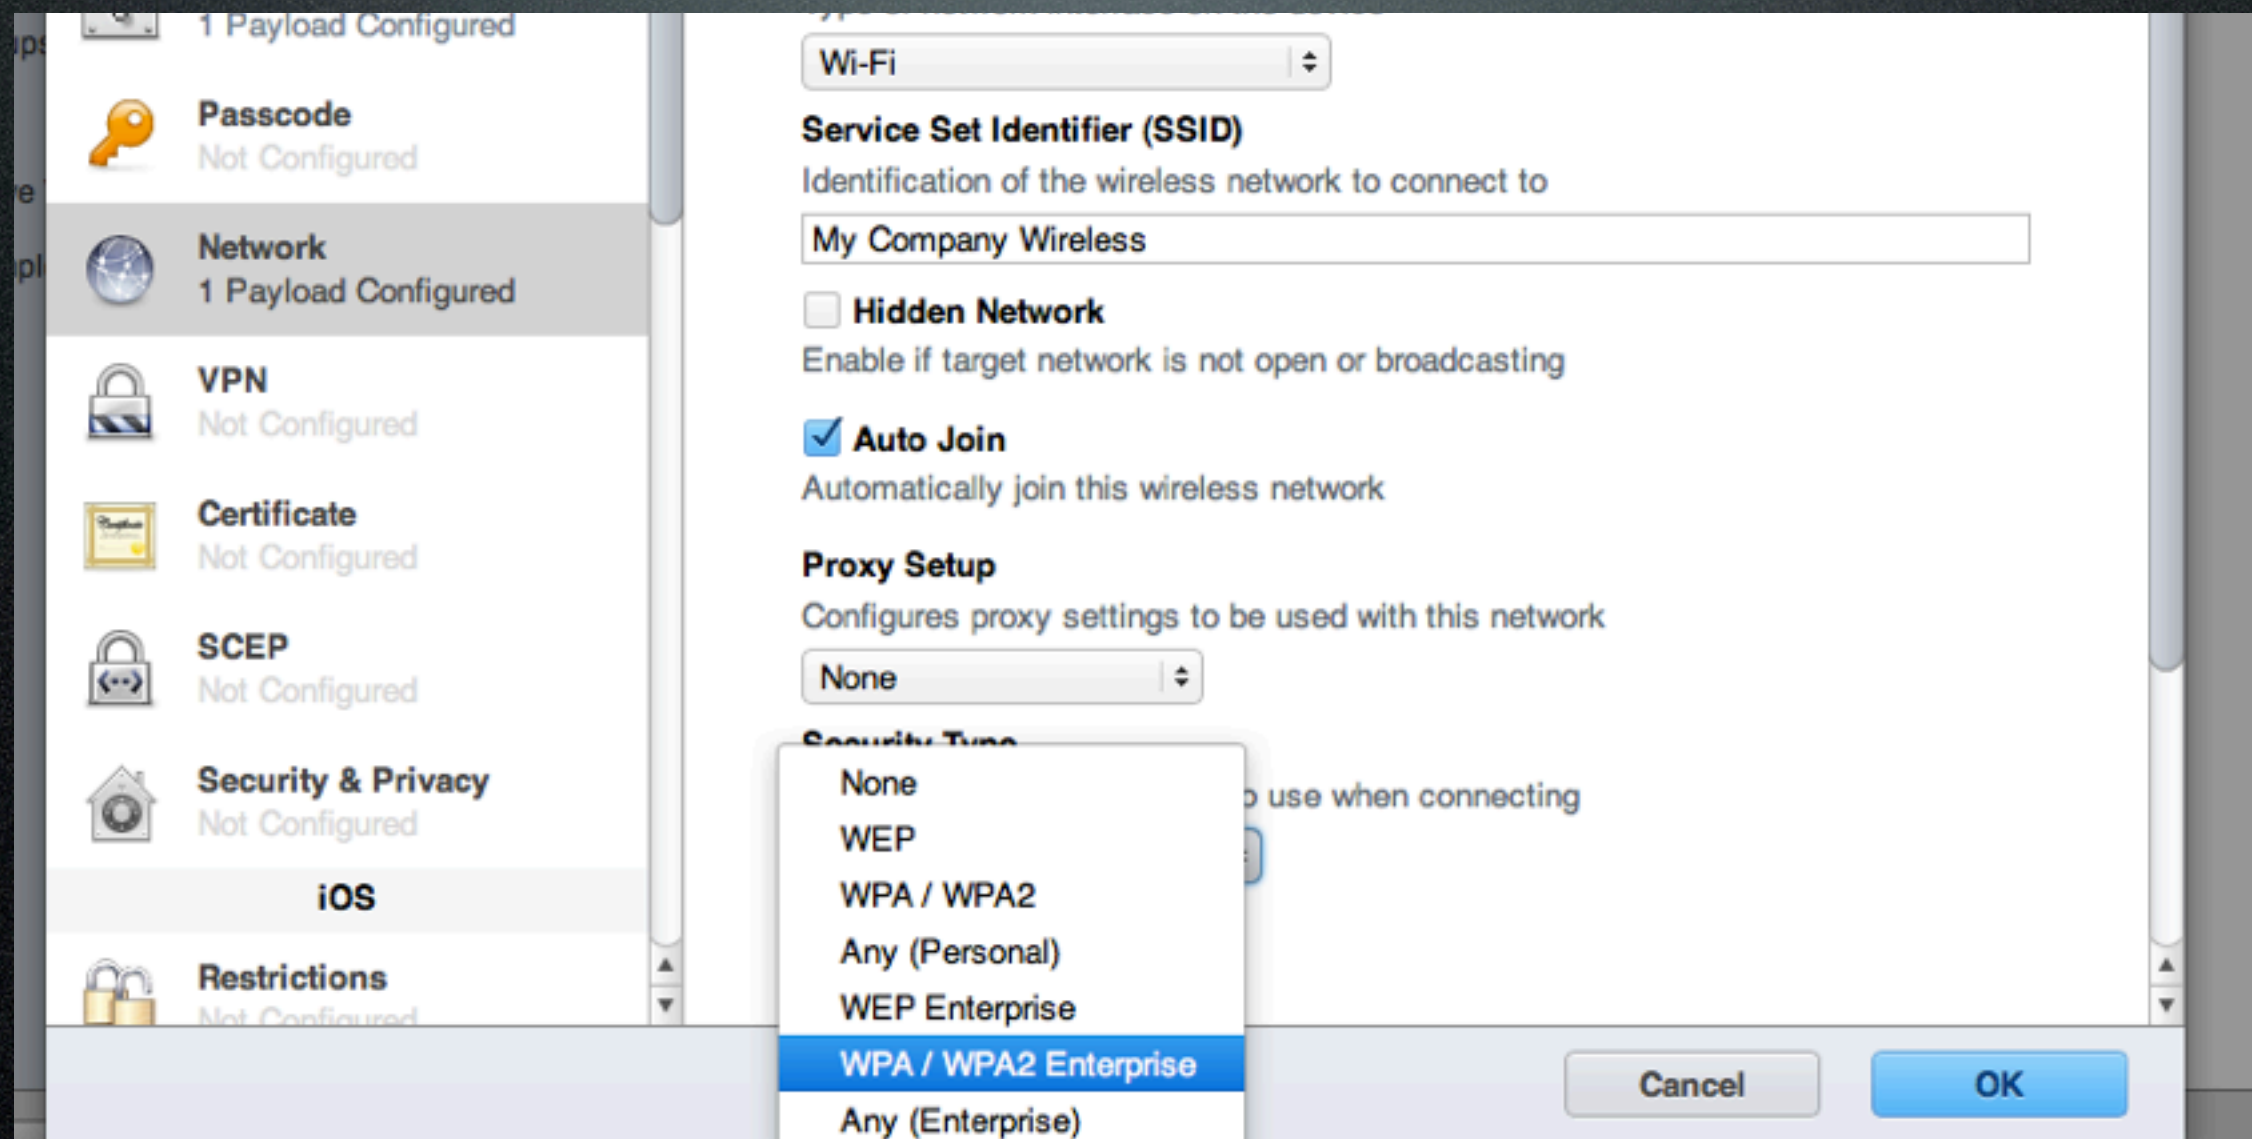 1 Payload Configured
Passcode
Not Configured
Network
1 Payload Configured
VPN
Not Configured
Certificate
Not Configured
SCEP
Not Configured
Security & Privacy
Not Configured
iOS
Restrictions
Not Configured
Wi-Fi
Service Set Identifier (SSID)
Identification of the wireless network to connect to
My Company Wireless
Hidden Network
Enable if target network is not open or broadcasting
Auto Join
Automatically join this wireless network
Proxy Setup
Configures proxy settings to be used with this network
None
Security Type
use when connecting
None
WEP
WPA / WPA2
Any (Personal)
WEP Enterprise
WPA / WPA2 Enterprise
Any (Enterprise)
Cancel
OK